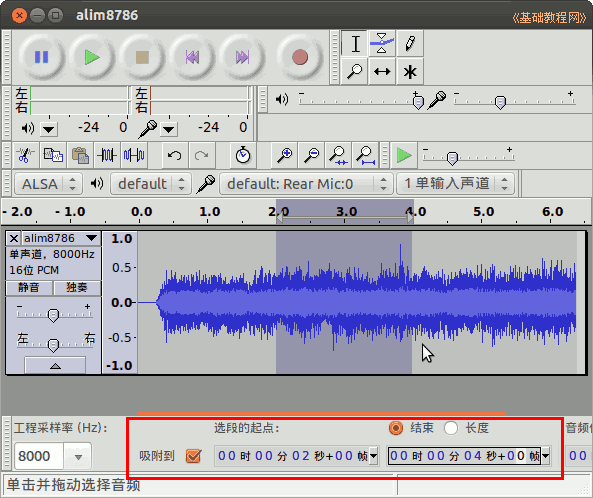 alim8786
《基础教程网》
左
右
-24 0
左
右
-24 0
ALSA default default: Rear Mic:0 1 单输入声道
- 2.0 - 1.0 0.0 1.0 2.0 3.0 4.0 5.0 6.0
alim8786
单声道, 8000Hz
16位 PCM
静音 独奏
- +
左 右
1.0
0.5
0.0
-0.5
-1.0
工程采样率 (Hz): 选段的起点: 结束 长度 音频
8000 吸附到 00 时 00 分 02 秒+00 帧 00 时 00 分 04 秒+00 帧 00
单击并拖动选择音频